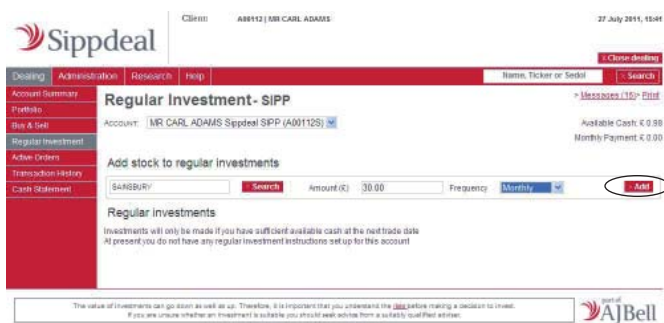 Client: A00112 | MR CARL ADAMS
27 July 2011, 15:41
Sippdeal
Close dealing
Dealing Administration Research Help
Name, Ticker or Sedol
Search
Account Summary
Portfolio
Buy & Sell
Regular Investment
Active Orders
Transaction History
Cash Statement
Regular Investment - SIPP
> Messages (15) > Print
ACCOUNT: MR CARL ADAMS Sippdeal SIPP (A00112S)
Available Cash: £ 0.98
Monthly Payment: £ 0.00
Add stock to regular investments
SAINSBURY Search Amount (£) 30.00 Frequency Monthly Add
Regular investments
Investments will only be made if you have sufficient available cash at the next trade date
At present you do not have any regular investment instructions set up for this account
The value of investments can go down as well as up. Therefore, it is important that you understand the risks before making a decision to invest.
If you are unsure whether an investment is suitable you should seek advice from a suitably qualified adviser.
part of
AJBell